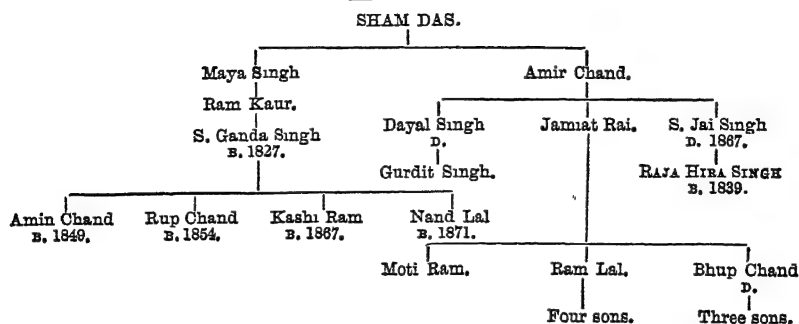 SHAM DAS.
Maya Singh
Amir Chand.
Ram Kaur.
Dayal Singh
D.
Jamiat Rai.
S. Jai Singh
D. 1867.
S. Ganda Singh
B. 1827.
Gurdit Singh.
RAJA HIRA SINGH
B. 1839.
Amin Chand
B. 1849.
Rup Chand
B. 1854.
Kashi Ram
B. 1867.
Nand Lal
B. 1871.
Moti Ram.
Ram Lal.
Bhup Chand
D.
Four sons.
Three sons.